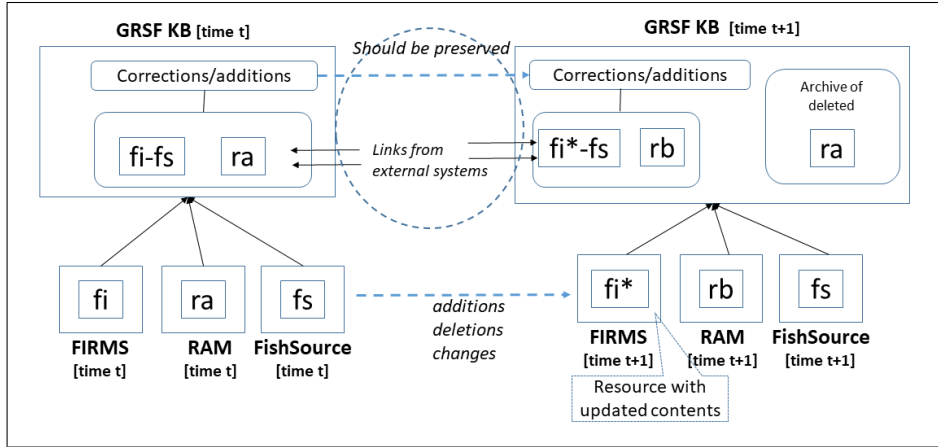 GRSF KB [time t]
Should be preserved
GRSF KB [time t+1]
Corrections/additions
Corrections/additions
Archive of
deleted
fi-fs
ra
Links from
external systems
fi*-fs
rb
ra
fi
ra
fs
additions
deletions
changes
fi*
rb
fs
FIRMS
[time t]
RAM
[time t]
FishSource
[time t]
FIRMS
[time t+1]
RAM
[time t+1]
FishSource
[time t+1]
Resource with
updated contents